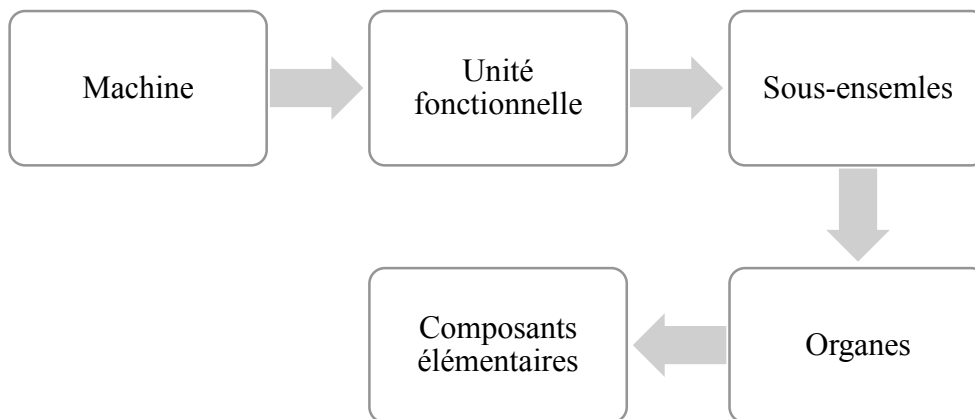 Machine
Unité
fonctionnelle
Sous-ensemles
Organes
Composants
élémentaires